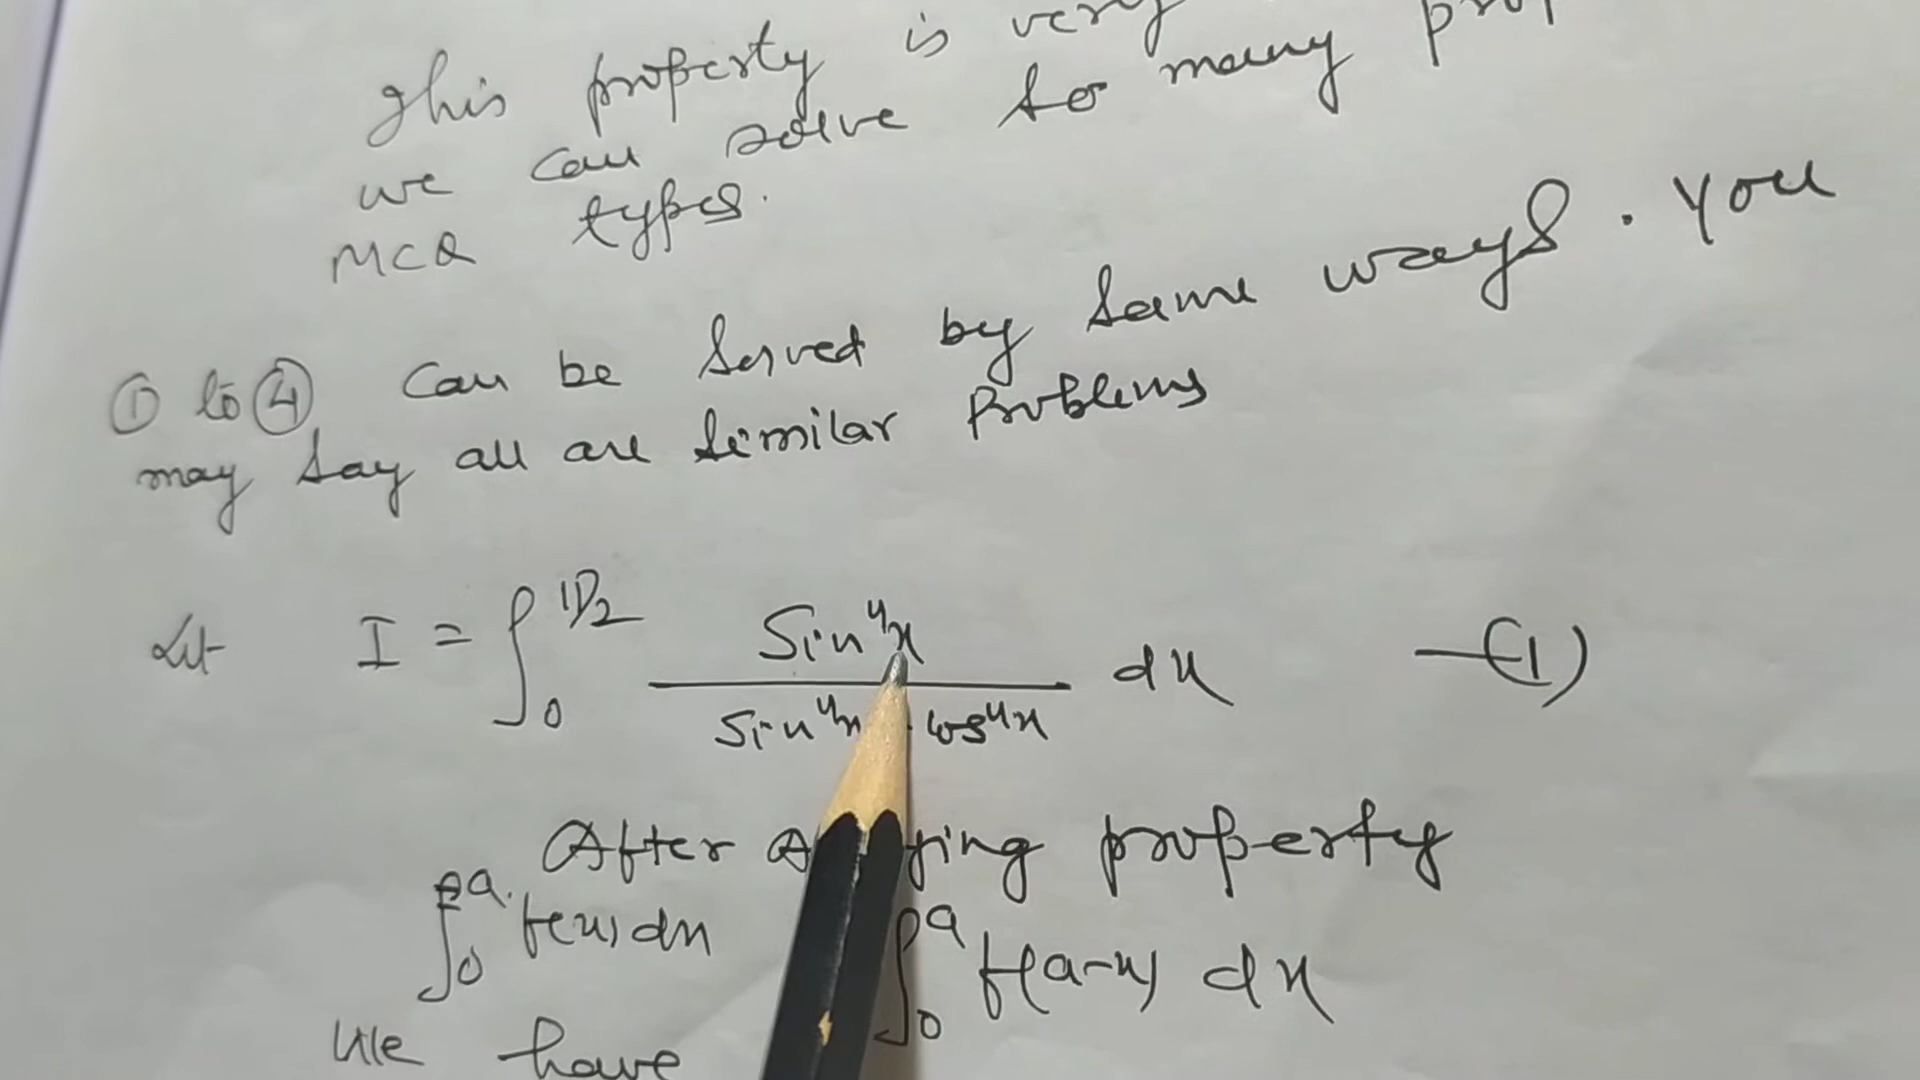 This property is very
we can solve so many
MCQ types.
① to ④ can be solved by same ways. You
may say all are similar problems
Let I = ∫₀^π/2 Sin⁴x / Sin⁴x cos⁴x dx —(1)
After property
∫₀^a f(x) dx ∫₀^a f(a-x) dx
We have